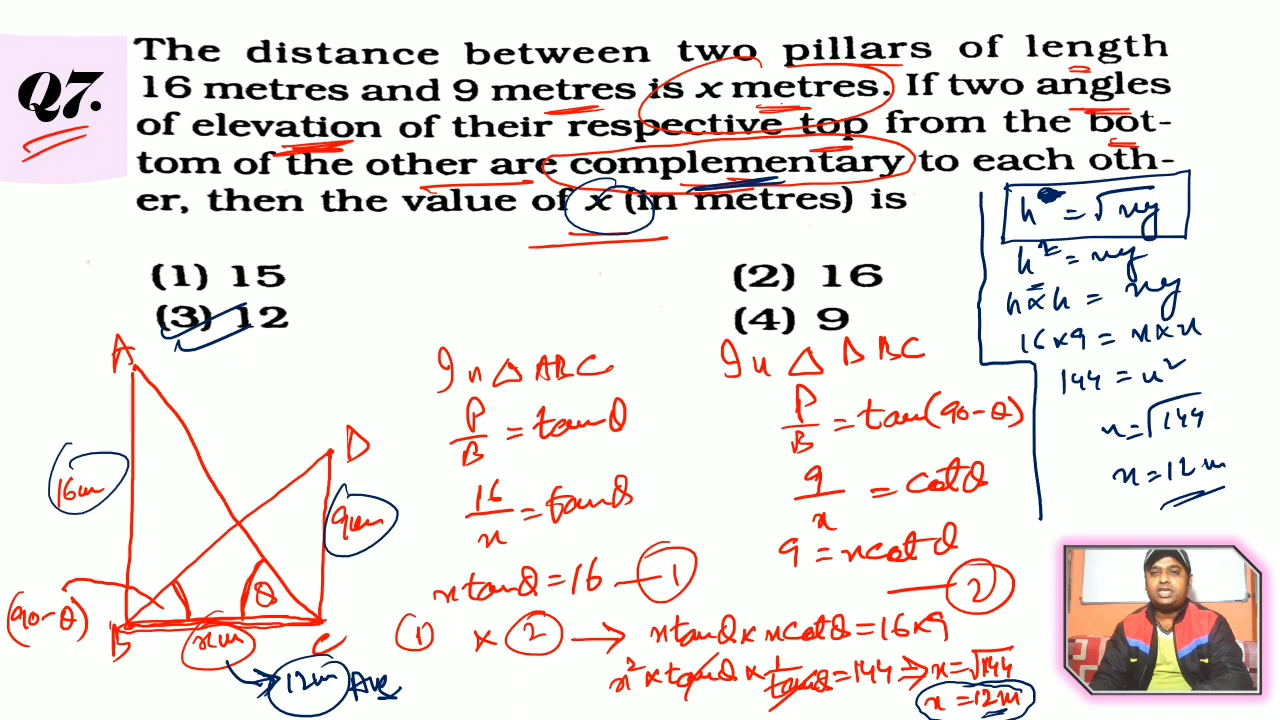 Q7.
The distance between two pillars of length
16 metres and 9 metres is x metres. If two angles
of elevation of their respective top from the bot-
tom of the other are complementary to each oth-
er, then the value of x (in metres) is
(1) 15
(2) 16
(3) 12
(4) 9
h = √xy
h² = xy
h × h = xy
16 × 9 = x × x
144 = x²
x = √144
x = 12m
A
D
16m
9m
(90-θ)
θ
B
xm
C
12m Ans
In △ ABC
P/B = tanθ
16/x = tanθ
x tanθ = 16 — 1
In △ DBC
P/B = tan(90-θ)
9/x = cotθ
9 = x cotθ
— 2
1 × 2 → x tanθ × x cotθ = 16×9
x² × tanθ × 1/tanθ = 144 ⇒ x = √144
x = 12m